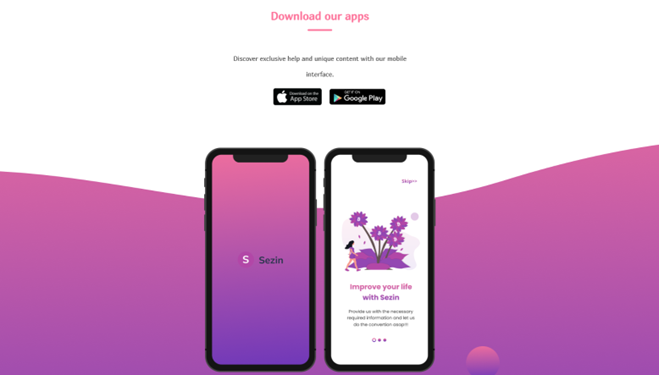 Download our apps
Discover exclusive help and unique content with our mobile
interface.
Download on the
App Store
GET IT ON
Google Play
Skip>>
S Sezin
Improve your life
with Sezin
Provide us with the necessary
required information and let us
do the convention asap!!!